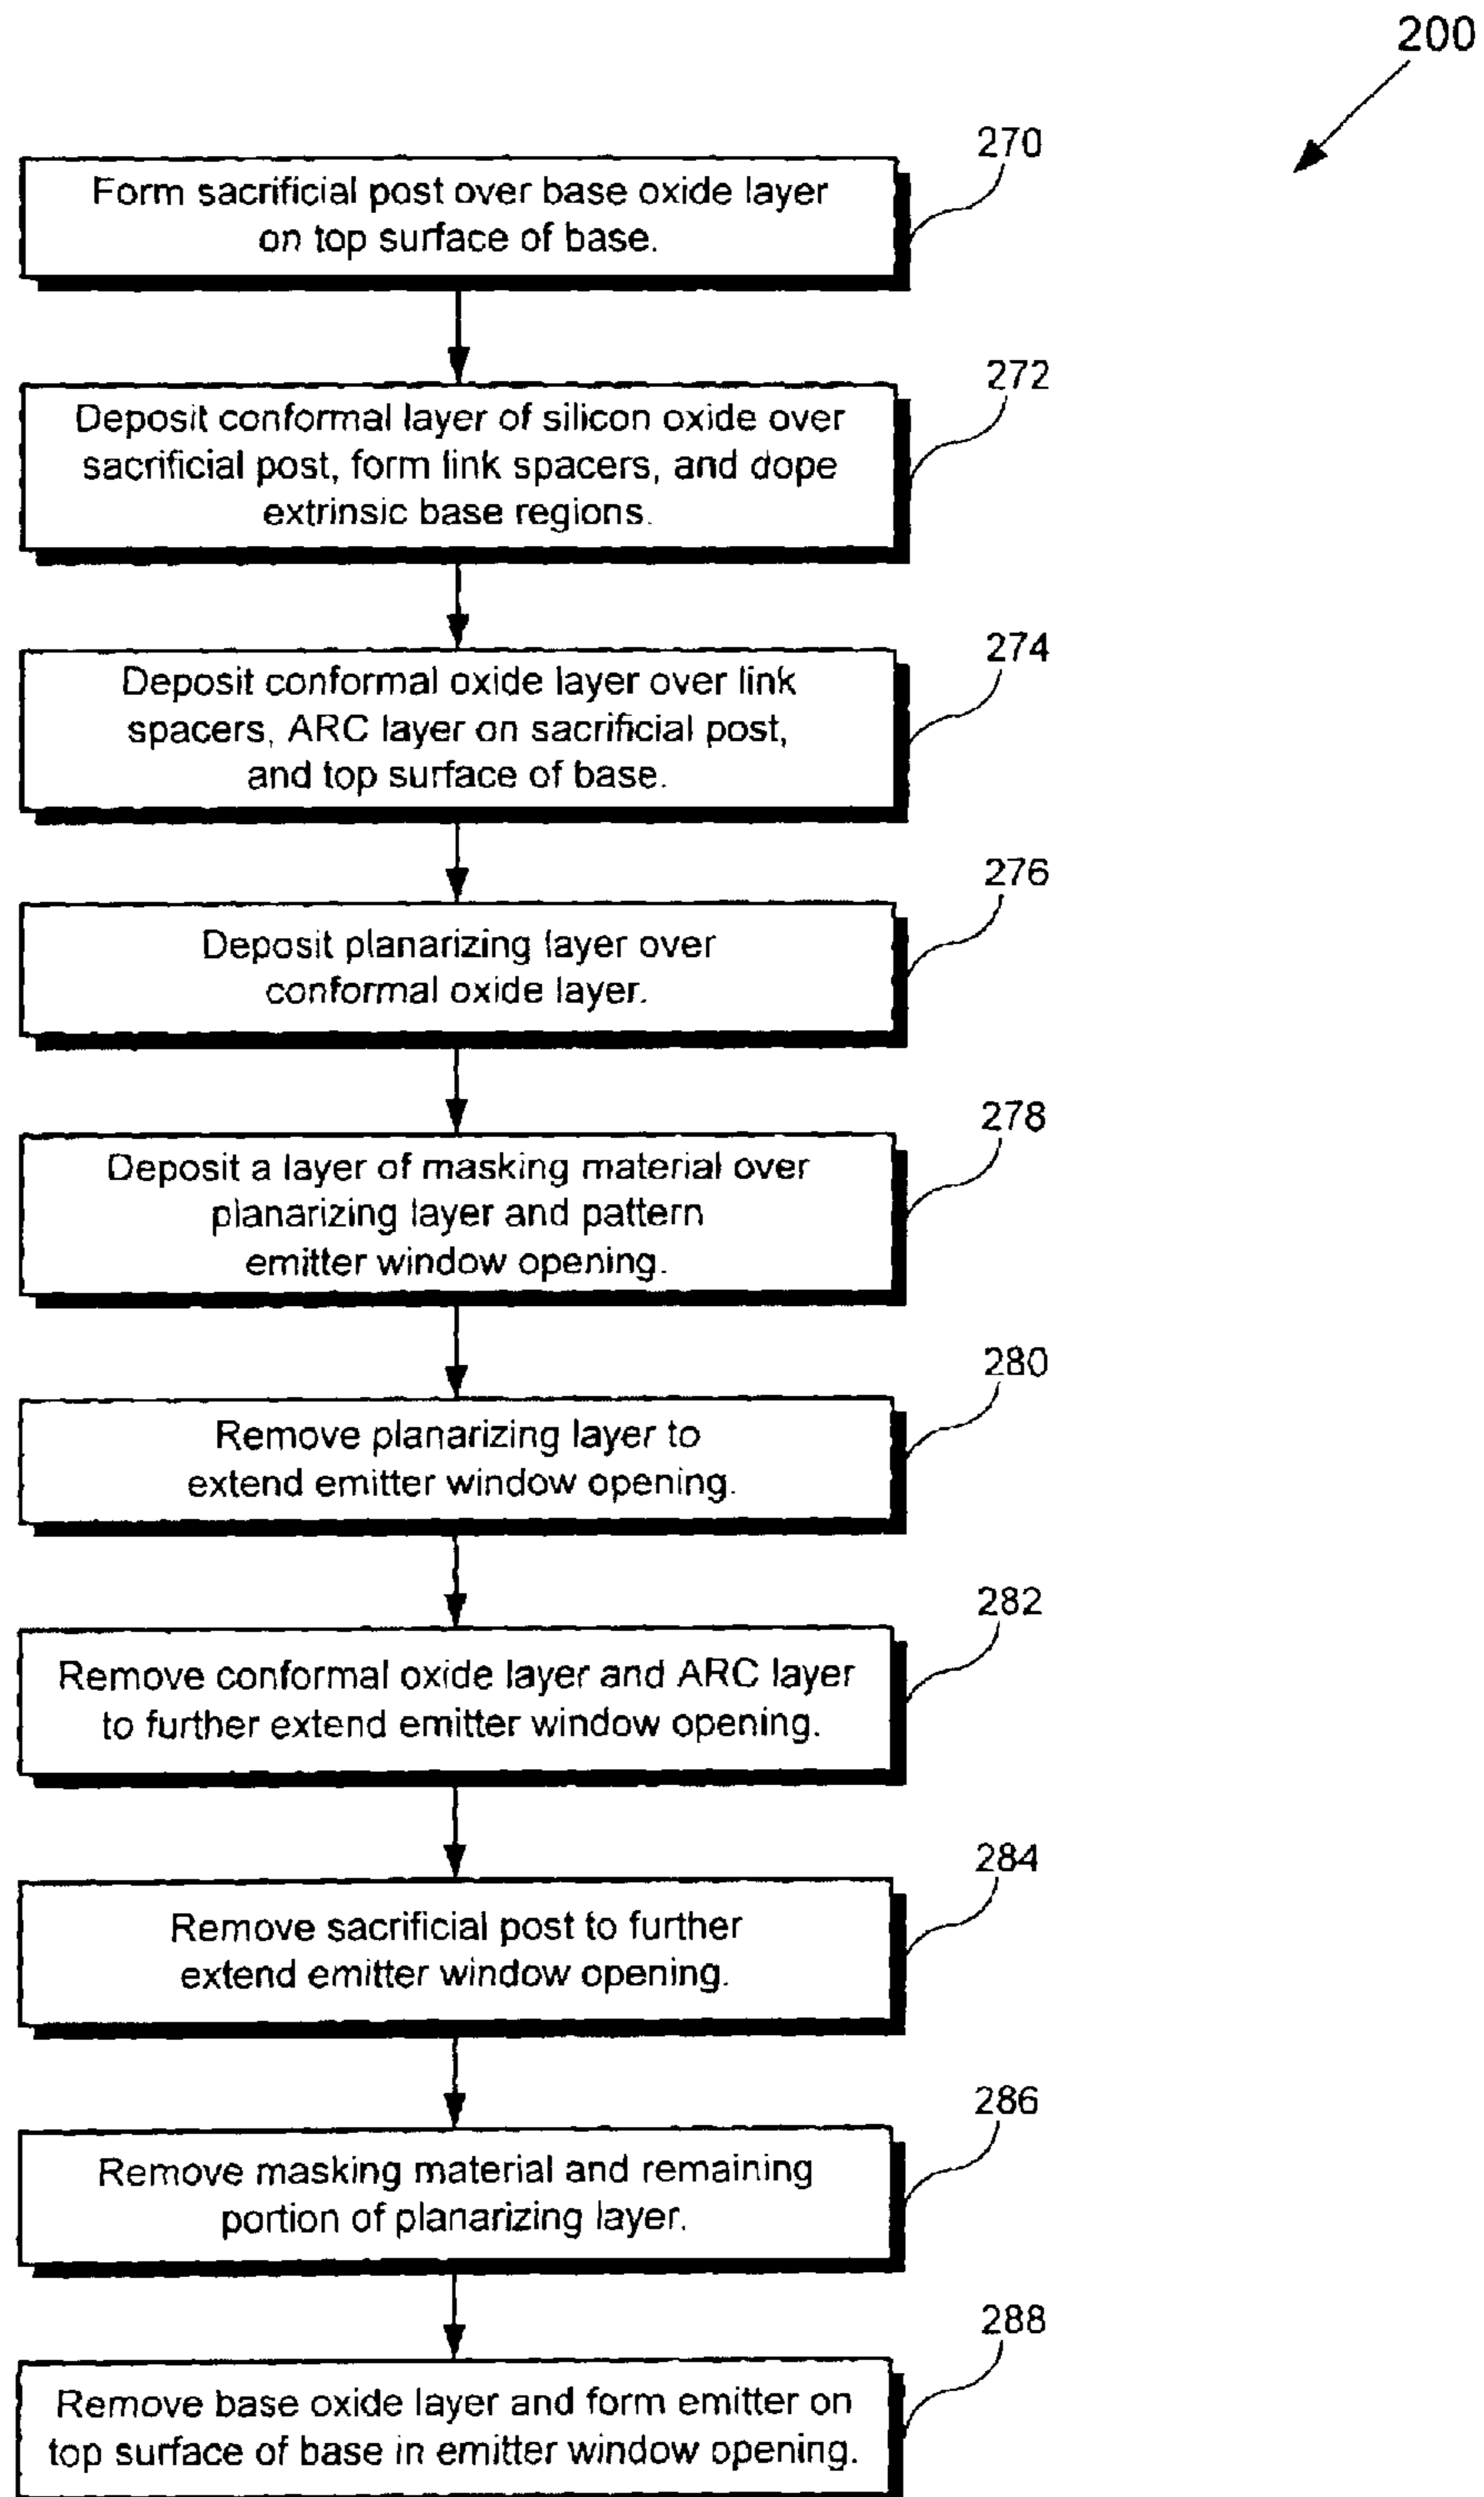 200
270
Form sacrificial post over base oxide layer
on top surface of base.
272
Deposit conformal layer of silicon oxide over
sacrificial post, form link spacers, and dope
extrinsic base regions.
274
Deposit conformal oxide layer over link
spacers, ARC layer on sacrificial post,
and top surface of base.
276
Deposit planarizing layer over
conformal oxide layer.
278
Deposit a layer of masking material over
planarizing layer and pattern
emitter window opening.
280
Remove planarizing layer to
extend emitter window opening.
282
Remove conformal oxide layer and ARC layer
to further extend emitter window opening.
284
Remove sacrificial post to further
extend emitter window opening.
286
Remove masking material and remaining
portion of planarizing layer.
288
Remove base oxide layer and form emitter on
top surface of base in emitter window opening.